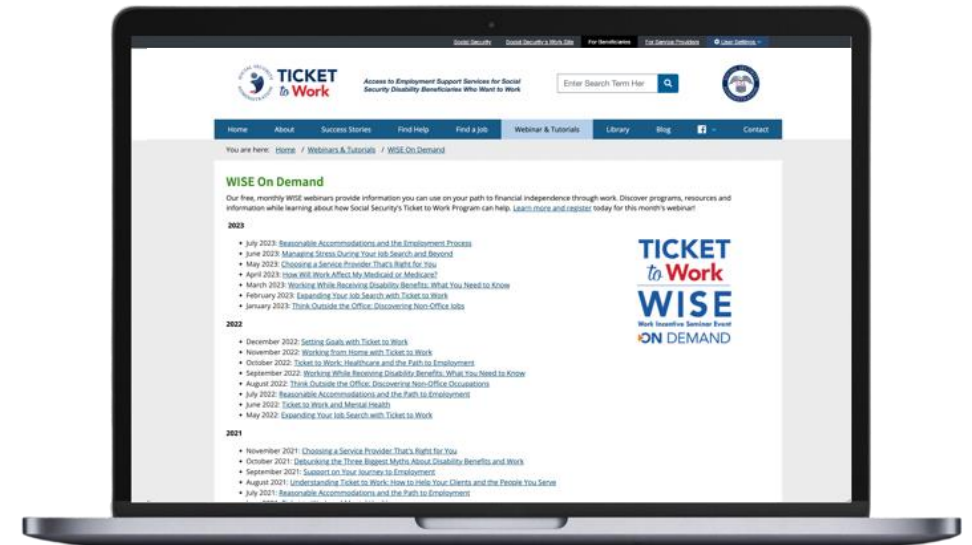 Social Security
Social Security's Work Site
For Beneficiaries
For Service Providers
User Settings
TICKET
to Work
Access to Employment Support Services for Social
Security Disability Beneficiaries Who Want to Work
Enter Search Term Her
Home About Success Stories Find Help Find a Job Webinar & Tutorials Library Blog Contact
You are here: Home / Webinars & Tutorials / WISE On Demand
WISE On Demand
Our free, monthly WISE webinars provide information you can use on your path to financial independence through work. Discover programs, resources and
information while learning about how Social Security's Ticket to Work Program can help. Learn more and register today for this month's webinar!
2023
July 2023: Reasonable Accommodations and the Employment Process
June 2023: Managing Stress During Your Job Search and Beyond
May 2023: Choosing a Service Provider That's Right for You
April 2023: How Will Work Affect My Medicaid or Medicare?
March 2023: Working While Receiving Disability Benefits: What You Need to Know
February 2023: Expanding Your Job Search with Ticket to Work
January 2023: Think Outside the Office: Discovering Non-Office Jobs
TICKET
to Work
WISE
Work Incentive Seminar Event
ON DEMAND
2022
December 2022: Setting Goals with Ticket to Work
November 2022: Working from Home with Ticket to Work
October 2022: Ticket to Work: Healthcare and the Path to Employment
September 2022: Working While Receiving Disability Benefits: What You Need to Know
August 2022: Think Outside the Office: Discovering Non-Office Occupations
July 2022: Reasonable Accommodations and the Path to Employment
June 2022: Ticket to Work and Mental Health
May 2022: Expanding Your Job Search with Ticket to Work
2021
November 2021: Choosing a Service Provider That's Right for You
October 2021: Debunking the Three Biggest Myths About Disability Benefits and Work
September 2021: Support on Your Journey to Employment
August 2021: Understanding Ticket to Work: How to Help Your Clients and the People You Serve
July 2021: Reasonable Accommodations and the Path to Employment